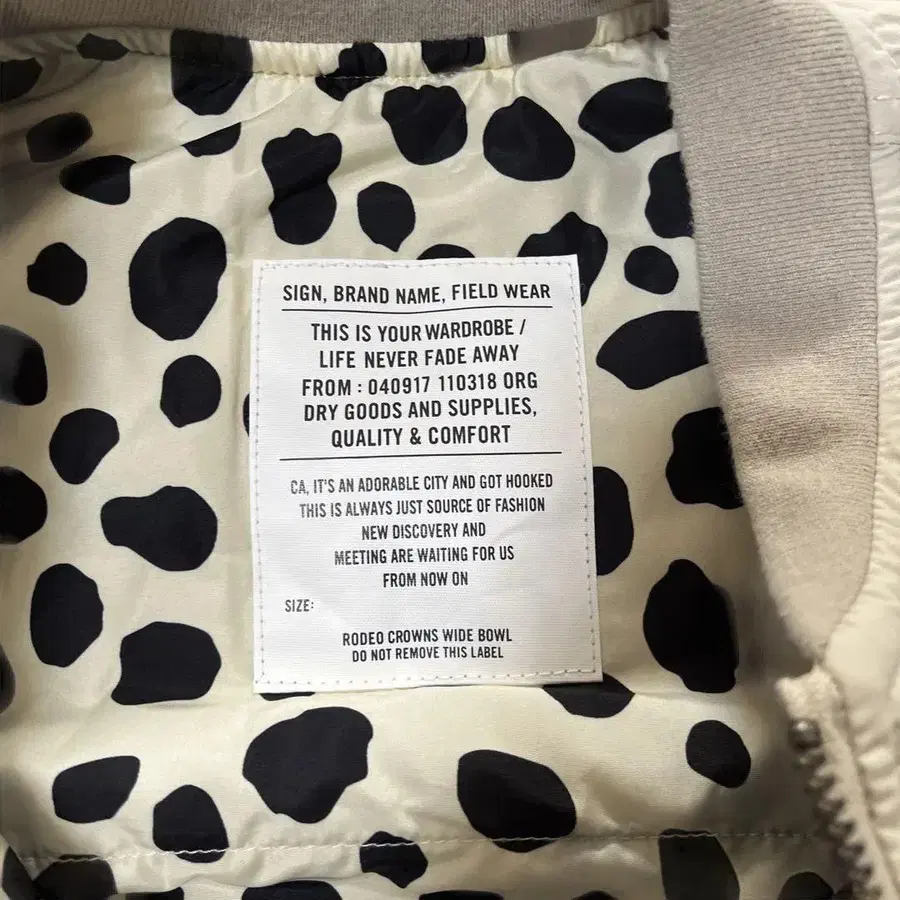 SIGN, BRAND NAME, FIELD WEAR
THIS IS YOUR WARDROBE /
LIFE NEVER FADE AWAY
FROM : 040917 110318 ORG
DRY GOODS AND SUPPLIES,
QUALITY & COMFORT
CA, IT'S AN ADORABLE CITY AND GOT HOOKED
THIS IS ALWAYS JUST SOURCE OF FASHION
NEW DISCOVERY AND
MEETING ARE WAITING FOR US
FROM NOW ON
SIZE:
RODEO CROWNS WIDE BOWL
DO NOT REMOVE THIS LABEL